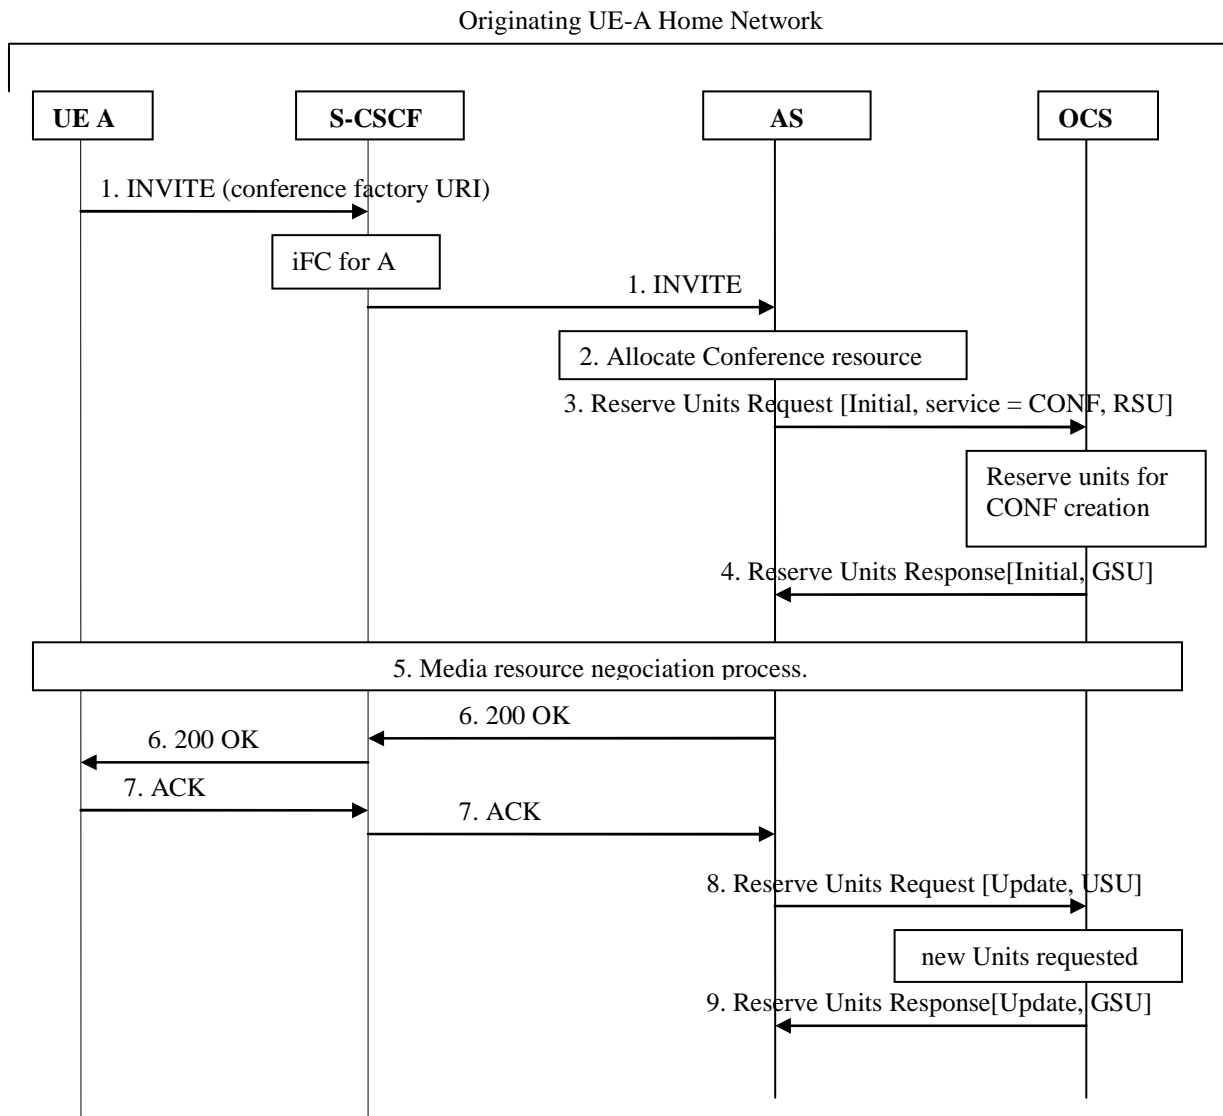 Originating UE-A Home Network
UE A
S-CSCF
AS
OCS
1. INVITE (conference factory URI)
iFC for A
1. INVITE
2. Allocate Conference resource
3. Reserve Units Request [Initial, service = CONF, RSU]
Reserve units for
CONF creation
4. Reserve Units Response[Initial, GSU]
5. Media resource negociation process.
6. 200 OK
6. 200 OK
7. ACK
7. ACK
8. Reserve Units Request [Update, USU]
new Units requested
9. Reserve Units Response[Update, GSU]